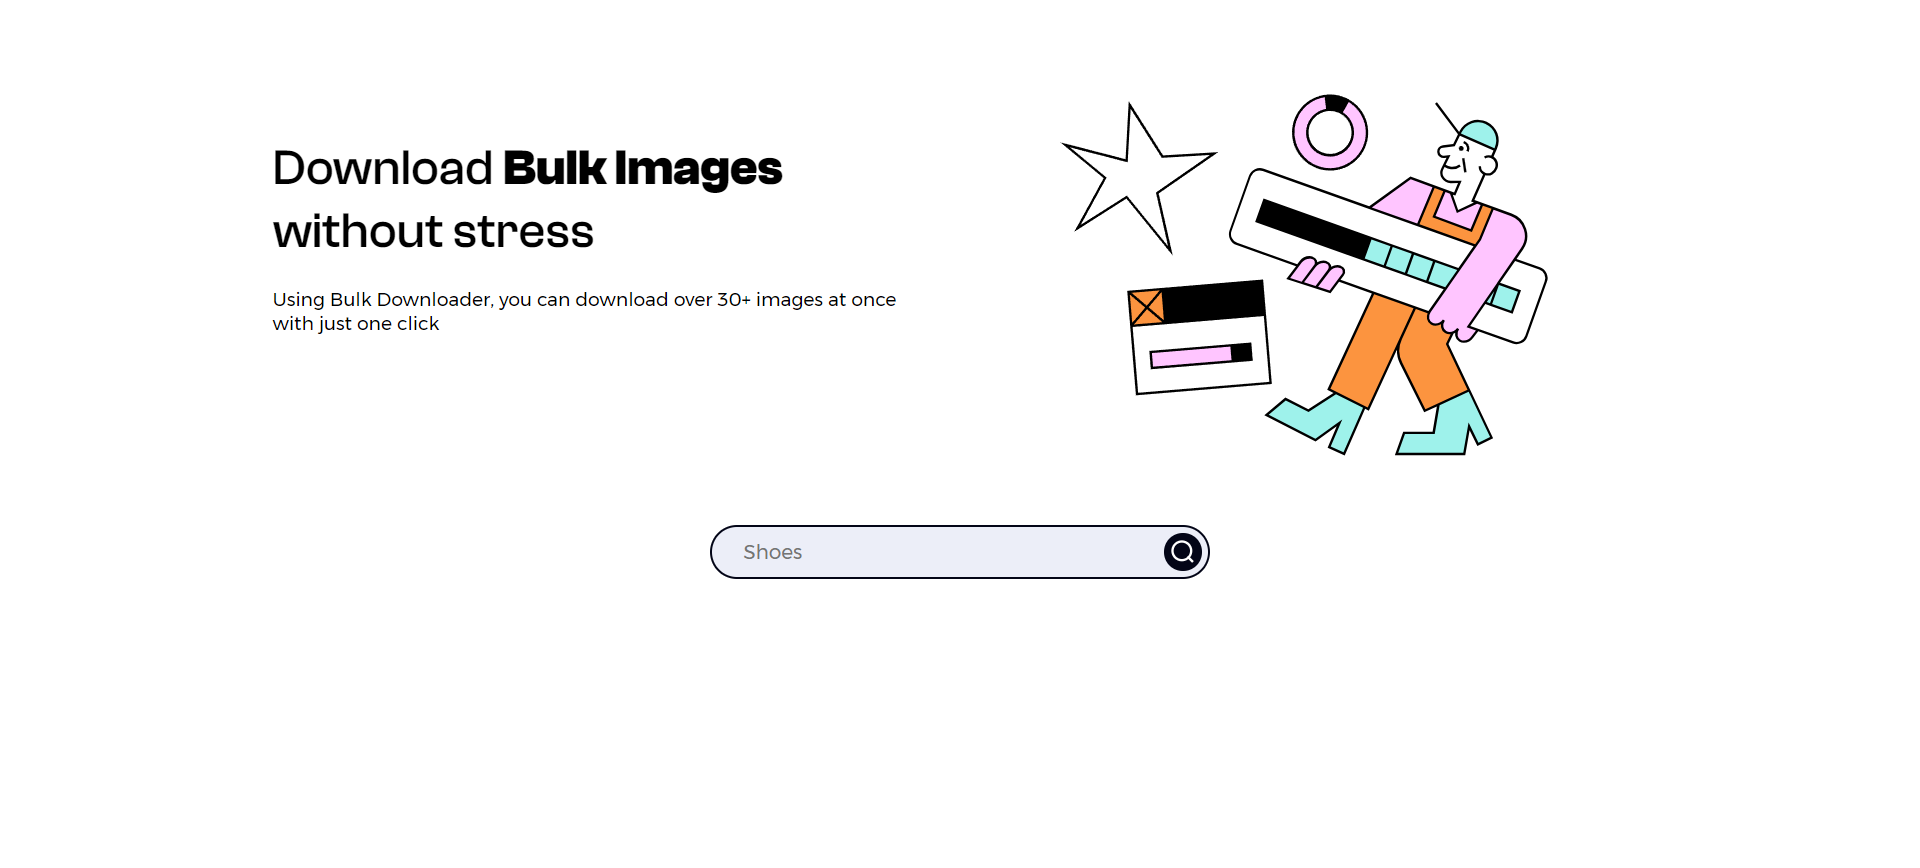 Download Bulk Images
without stress
Using Bulk Downloader, you can download over 30+ images at once
with just one click
Shoes